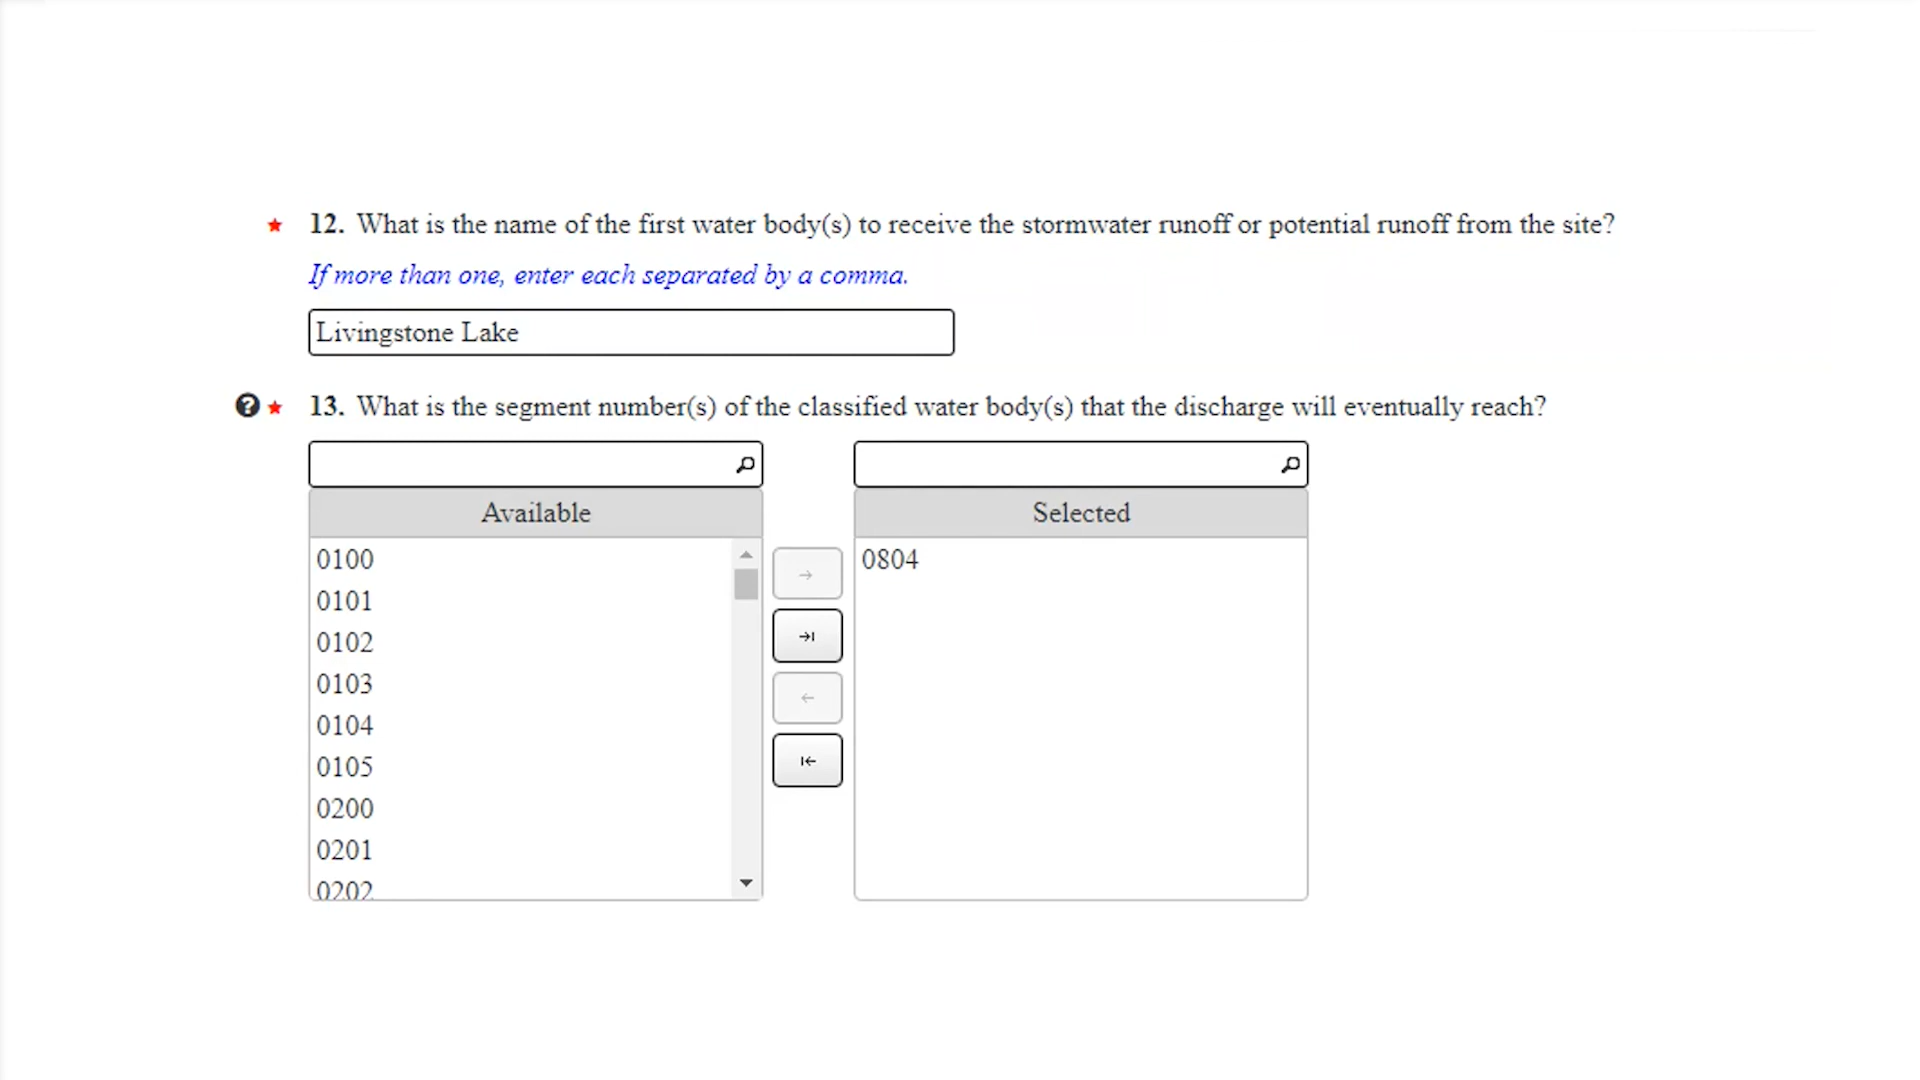 12. What is the name of the first water body(s) to receive the stormwater runoff or potential runoff from the site?
If more than one, enter each separated by a comma.
Livingstone Lake
13. What is the segment number(s) of the classified water body(s) that the discharge will eventually reach?
Available
0100
0101
0102
0103
0104
0105
0200
0201
0202
Selected
0804